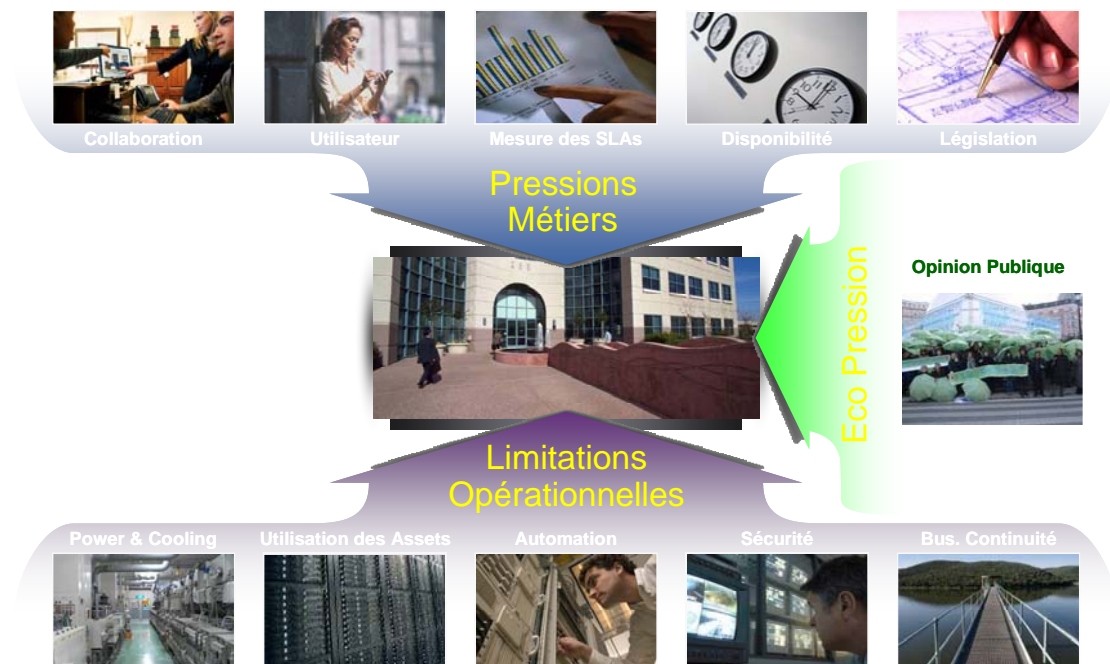 Collaboration
Utilisateur
Mesure des SLAs
Disponibilité
Législation
Pressions
Métiers
Eco Pression
Opinion Publique
Limitations
Opérationnelles
Power & Cooling
Utilisation des Assets
Automation
Sécurité
Bus. Continuité